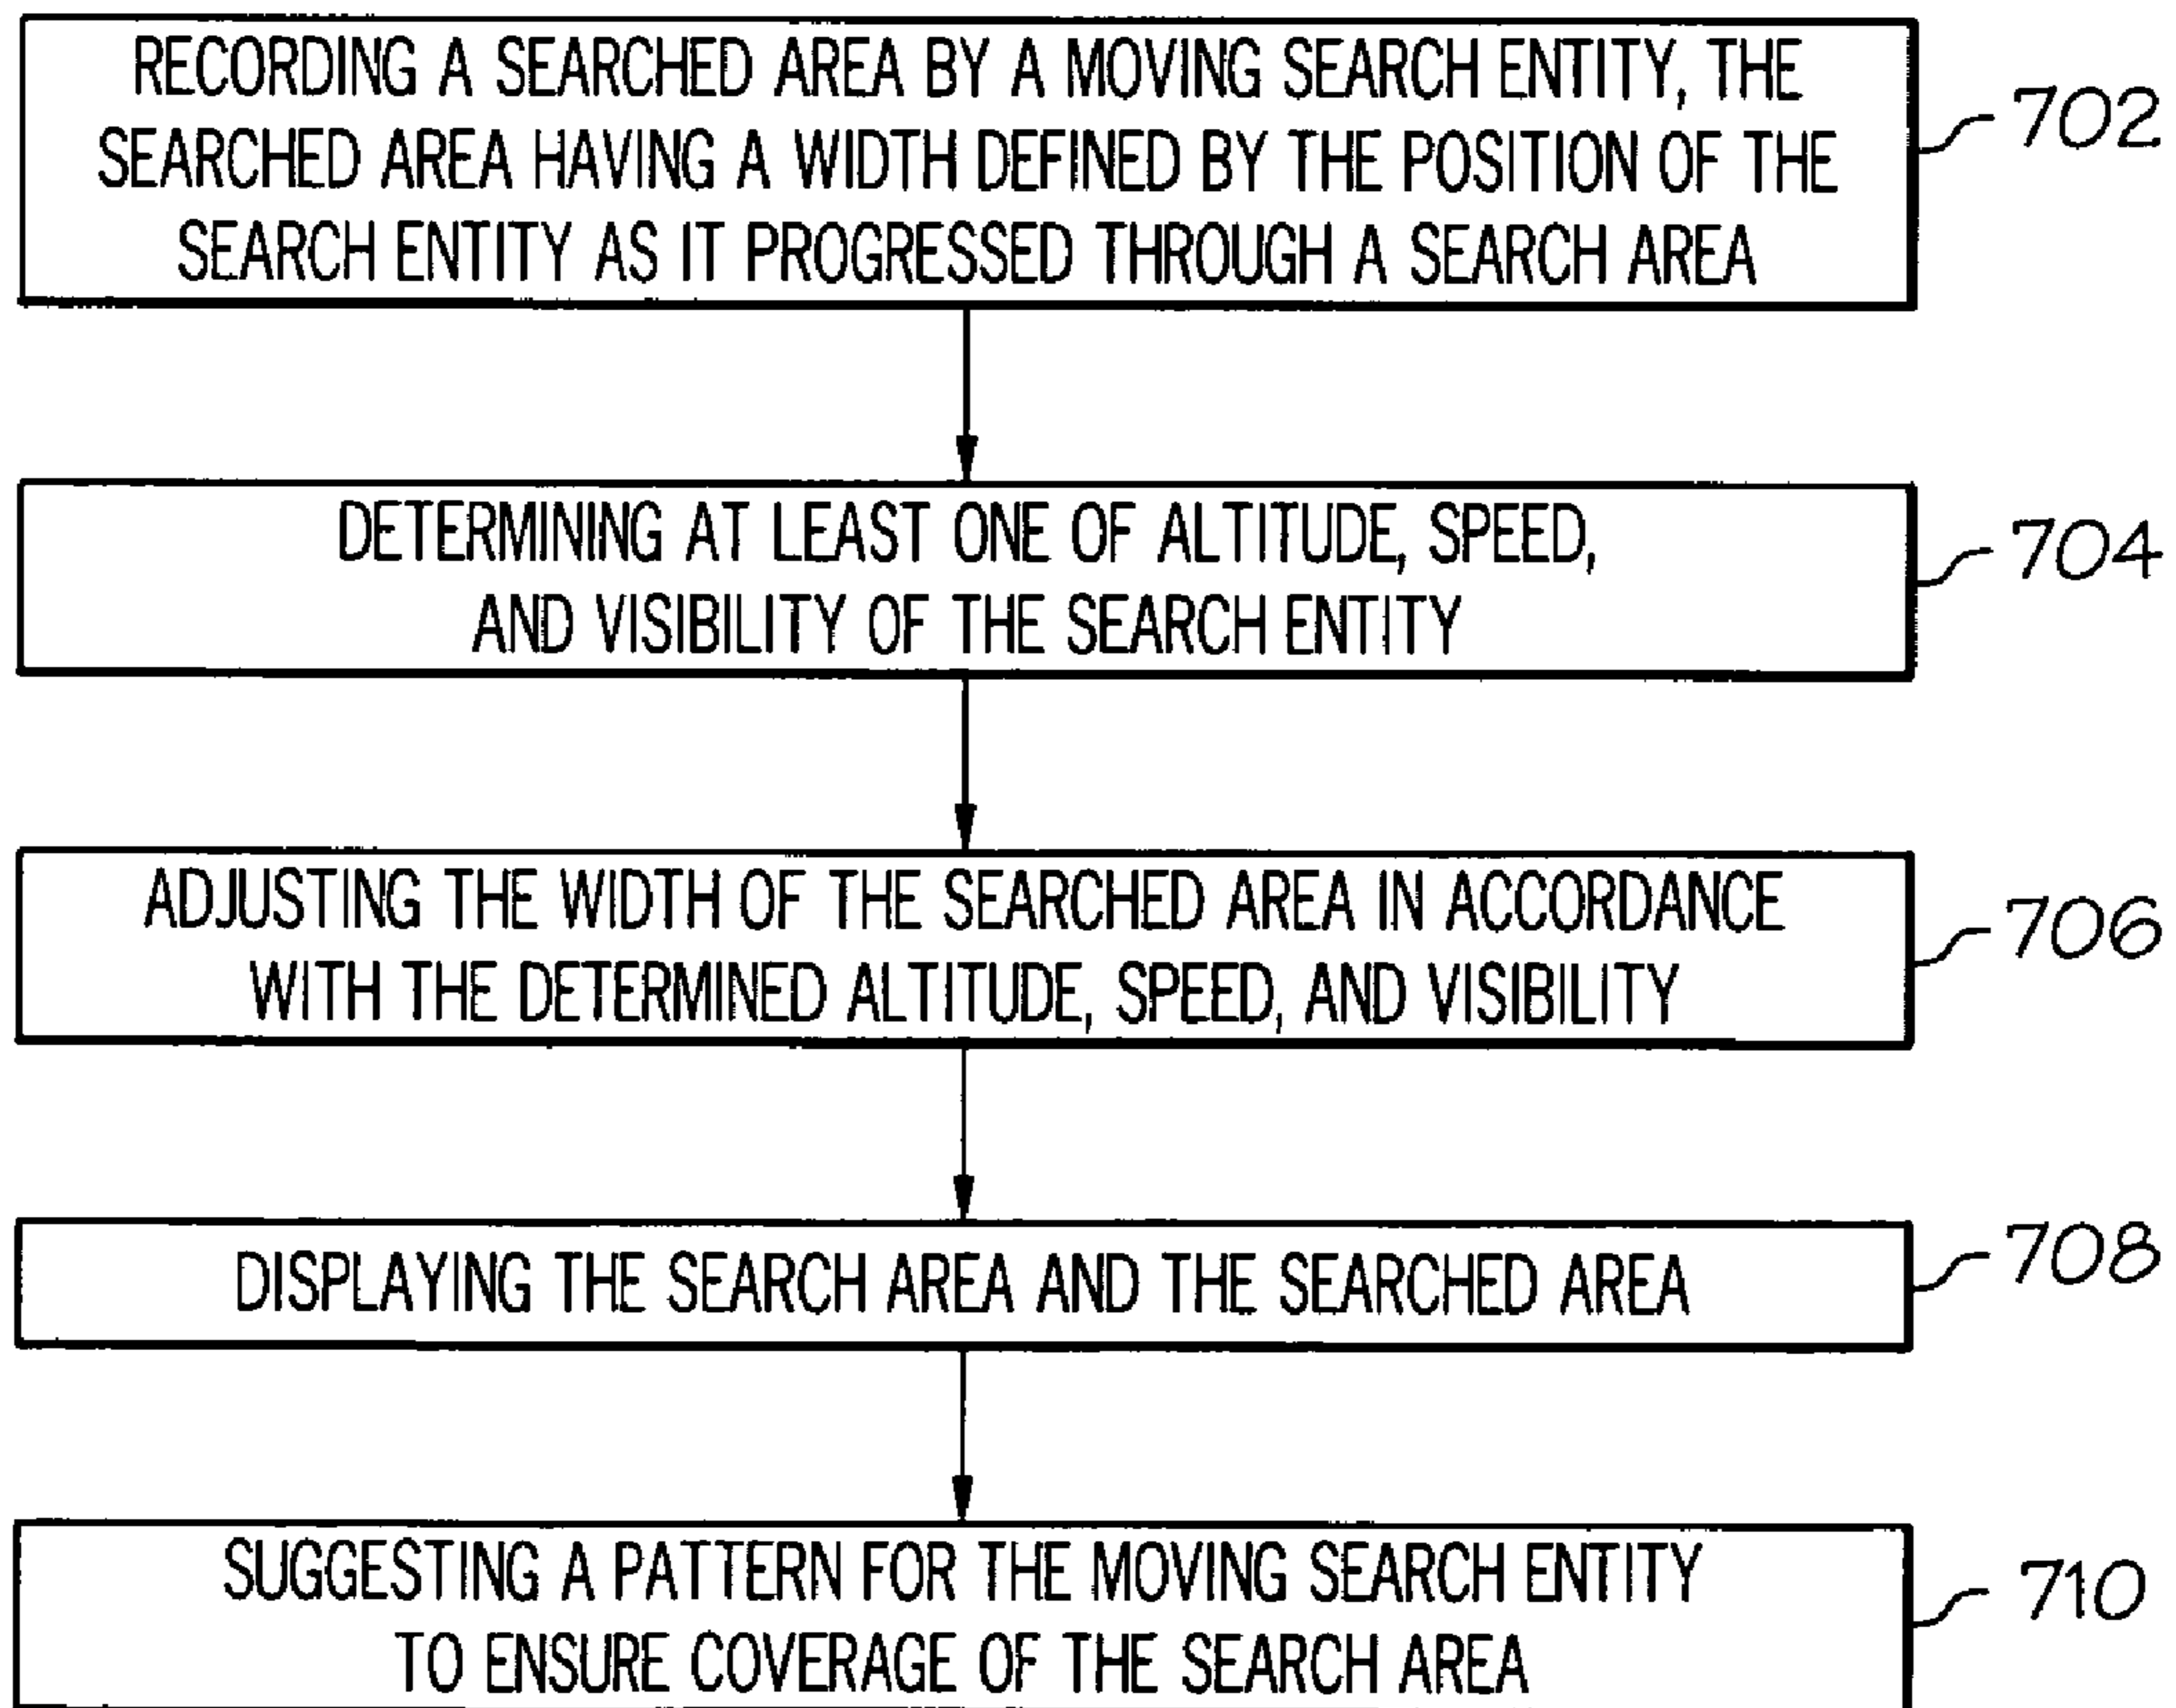 RECORDING A SEARCHED AREA BY A MOVING SEARCH ENTITY, THE
SEARCHED AREA HAVING A WIDTH DEFINED BY THE POSITION OF THE
SEARCH ENTITY AS IT PROGRESSED THROUGH A SEARCH AREA
702
DETERMINING AT LEAST ONE OF ALTITUDE, SPEED,
AND VISIBILITY OF THE SEARCH ENTITY
704
ADJUSTING THE WIDTH OF THE SEARCHED AREA IN ACCORDANCE
WITH THE DETERMINED ALTITUDE, SPEED, AND VISIBILITY
706
DISPLAYING THE SEARCH AREA AND THE SEARCHED AREA
708
SUGGESTING A PATTERN FOR THE MOVING SEARCH ENTITY
TO ENSURE COVERAGE OF THE SEARCH AREA
710